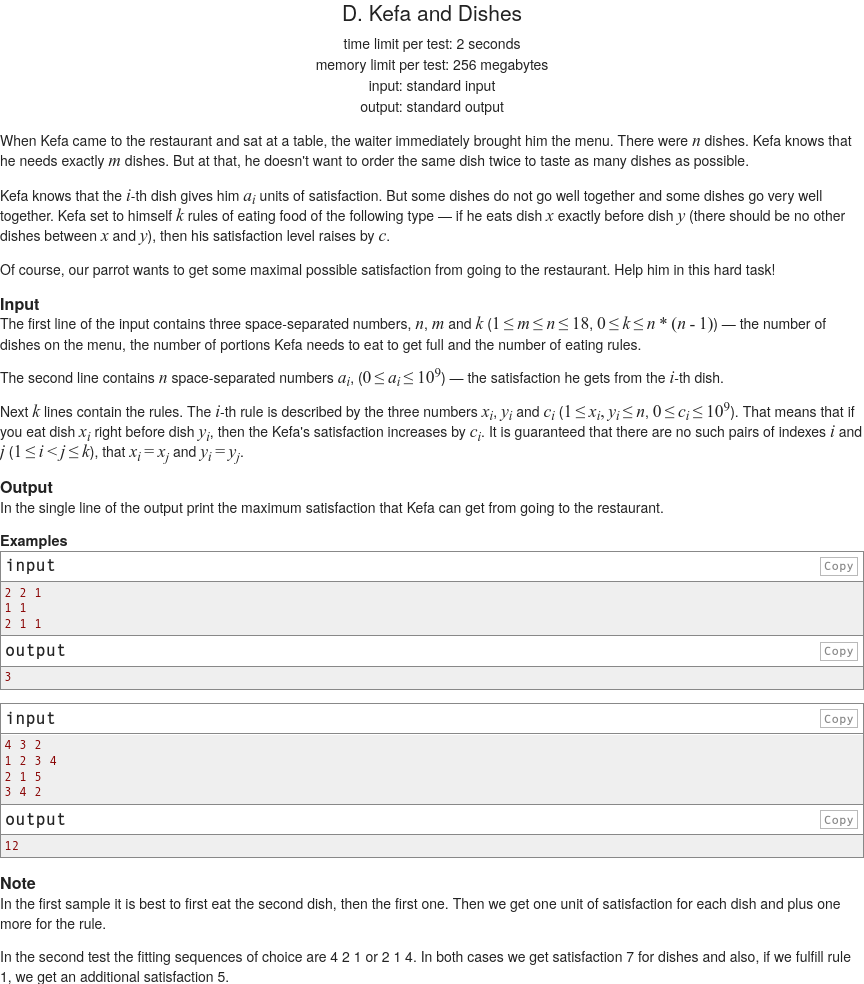 D. Kefa and Dishes
time limit per test: 2 seconds
memory limit per test: 256 megabytes
input: standard input
output: standard output
When Kefa came to the restaurant and sat at a table, the waiter immediately brought him the menu. There were n dishes. Kefa knows that
he needs exactly m dishes. But at that, he doesn't want to order the same dish twice to taste as many dishes as possible.
Kefa knows that the i-th dish gives him a_i units of satisfaction. But some dishes do not go well together and some dishes go very well
together. Kefa set to himself k rules of eating food of the following type — if he eats dish x exactly before dish y (there should be no other
dishes between x and y), then his satisfaction level raises by c.
Of course, our parrot wants to get some maximal possible satisfaction from going to the restaurant. Help him in this hard task!
Input
The first line of the input contains three space-separated numbers, n, m and k (1 ≤ m ≤ n ≤ 18, 0 ≤ k ≤ n * (n - 1)) — the number of
dishes on the menu, the number of portions Kefa needs to eat to get full and the number of eating rules.
The second line contains n space-separated numbers a_i, (0 ≤ a_i ≤ 10^9) — the satisfaction he gets from the i-th dish.
Next k lines contain the rules. The i-th rule is described by the three numbers x_i, y_i and c_i (1 ≤ x_i, y_i ≤ n, 0 ≤ c_i ≤ 10^9). That means that if
you eat dish x_i right before dish y_i, then the Kefa's satisfaction increases by c_i. It is guaranteed that there are no such pairs of indexes i and
j (1 ≤ i < j ≤ k), that x_i = x_j and y_i = y_j.
Output
In the single line of the output print the maximum satisfaction that Kefa can get from going to the restaurant.
Examples
input Copy
2 2 1
1 1
2 1 1
output Copy
3
input Copy
4 3 2
1 2 3 4
2 1 5
3 4 2
output Copy
12
Note
In the first sample it is best to first eat the second dish, then the first one. Then we get one unit of satisfaction for each dish and plus one
more for the rule.
In the second test the fitting sequences of choice are 4 2 1 or 2 1 4. In both cases we get satisfaction 7 for dishes and also, if we fulfill rule
1, we get an additional satisfaction 5.